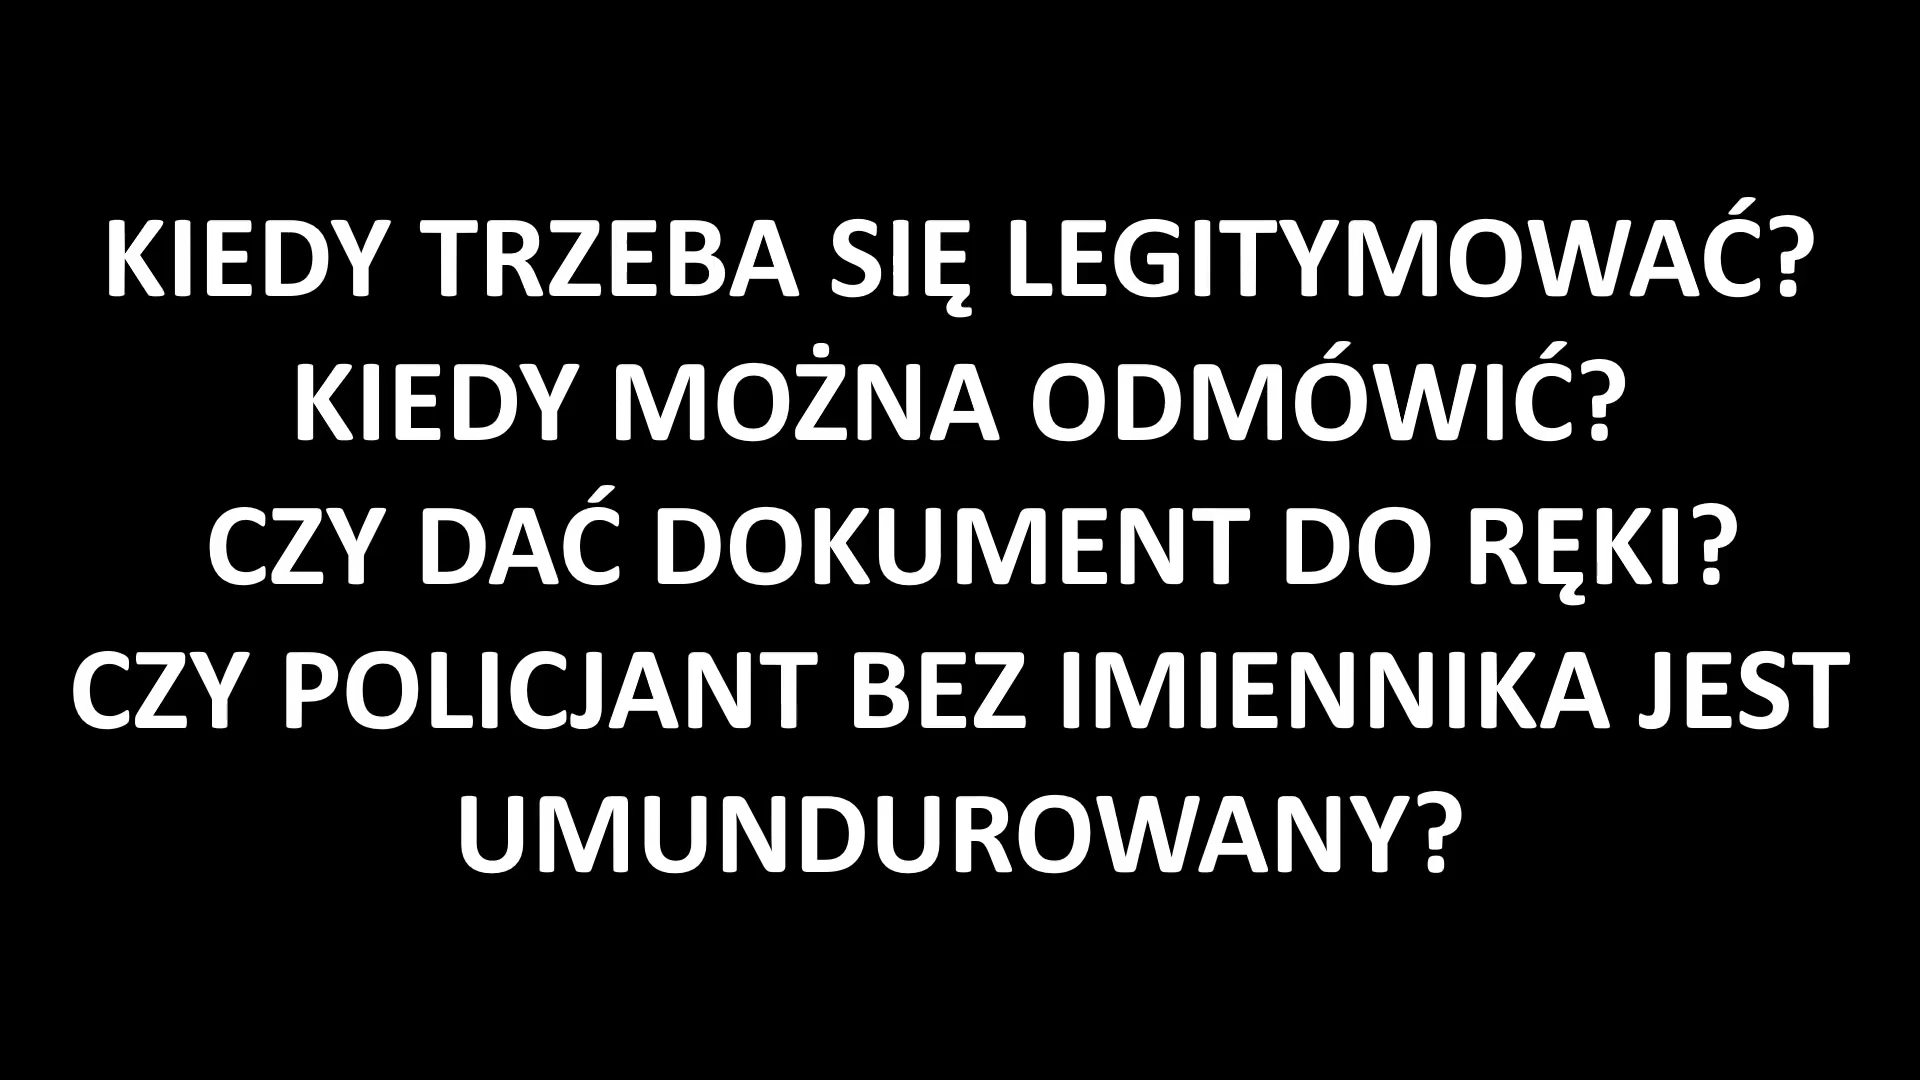 KIEDY TRZEBA SIĘ LEGITYMOWAĆ?
KIEDY MOŻNA ODMÓWIĆ?
CZY DAĆ DOKUMENT DO RĘKI?
CZY POLICJANT BEZ IMIENNIKA JEST
UMUNDUROWANY?